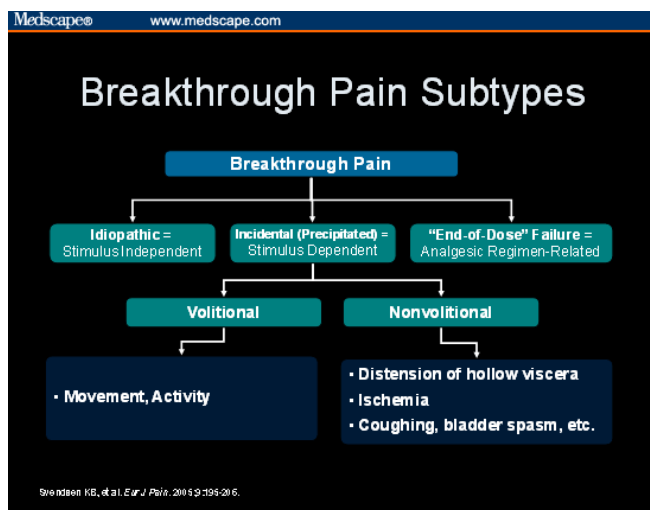 Medscape® www.medscape.com
Breakthrough Pain Subtypes
Breakthrough Pain
Idiopathic =
Stimulus Independent
Incidental (Precipitated) =
Stimulus Dependent
"End-of-Dose" Failure =
Analgesic Regimen-Related
Volitional
Nonvolitional
• Movement, Activity
• Distension of hollow viscera
• Ischemia
• Coughing, bladder spasm, etc.
Svendsen KB, et al. Eur J Pain. 2005;9:195-206.